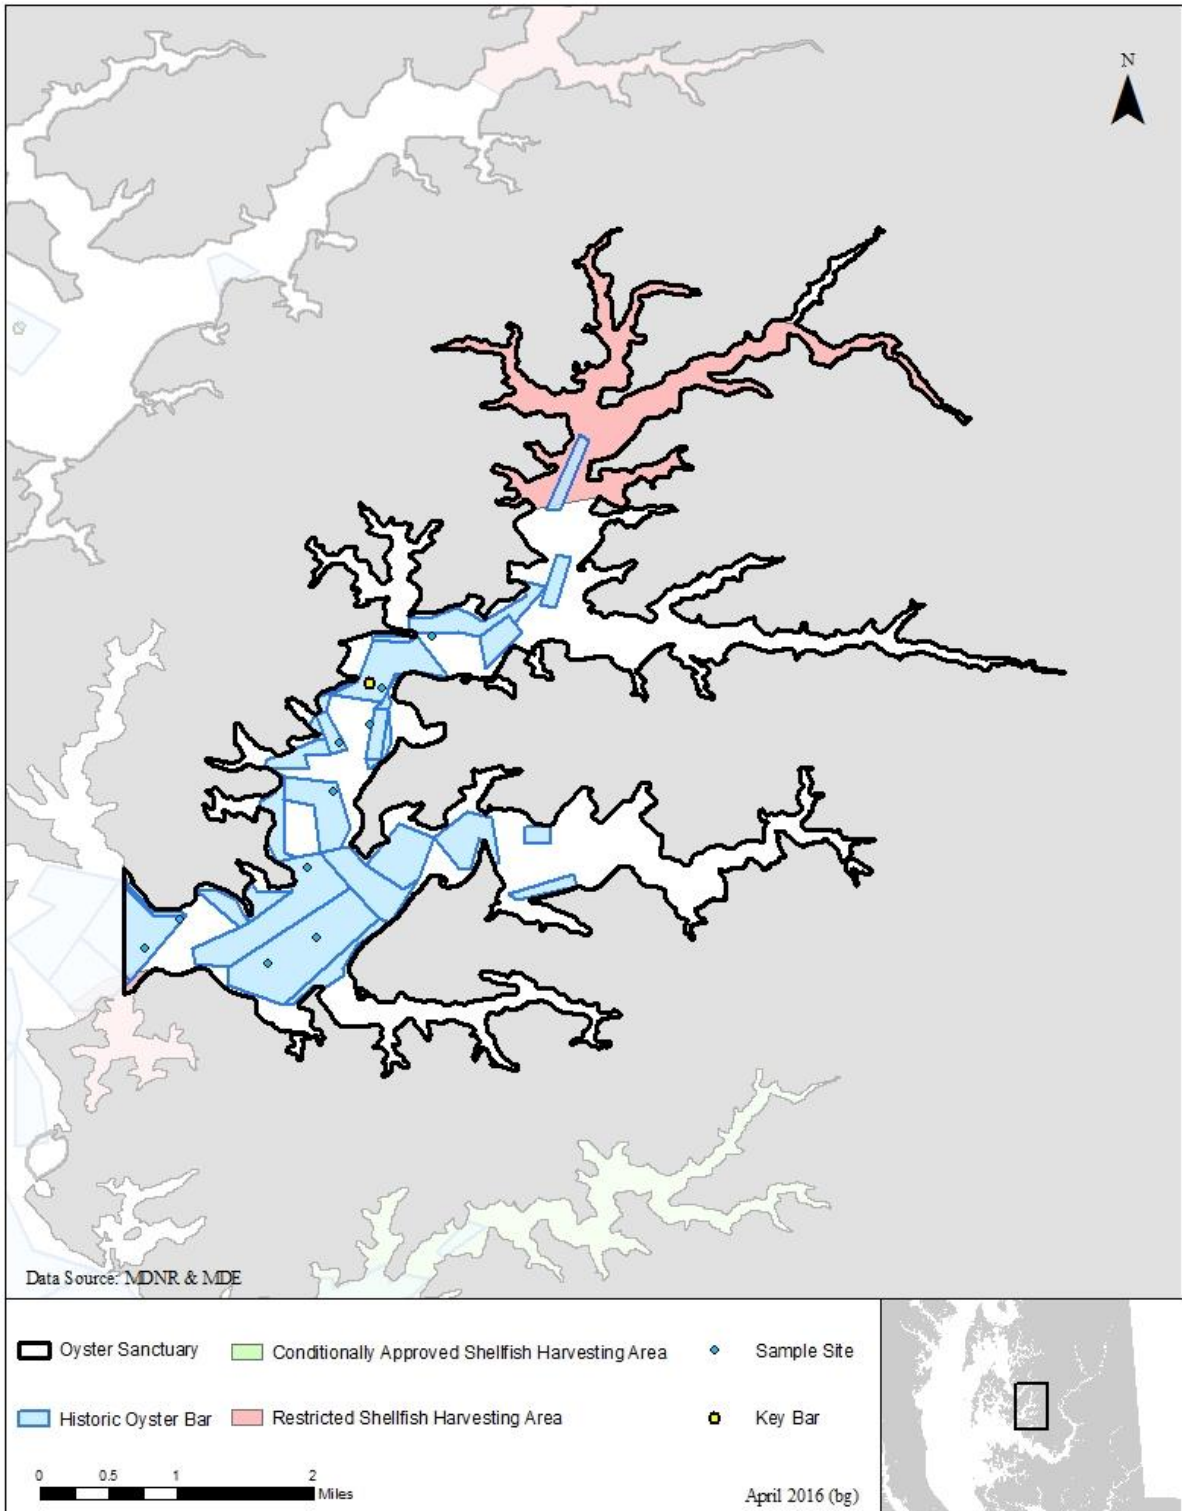 N
Data Source: MDNR & MDE
Oyster Sanctuary
Conditionally Approved Shellfish Harvesting Area
Sample Site
Historic Oyster Bar
Restricted Shellfish Harvesting Area
Key Bar
0 0.5 1 2
Miles
April 2016 (bg)